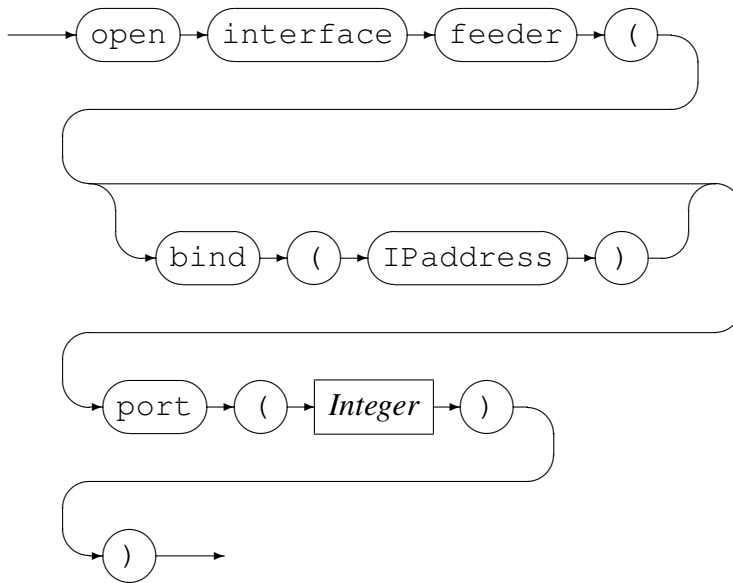 open interface feeder (
bind ( IPaddress )
port ( Integer )
)